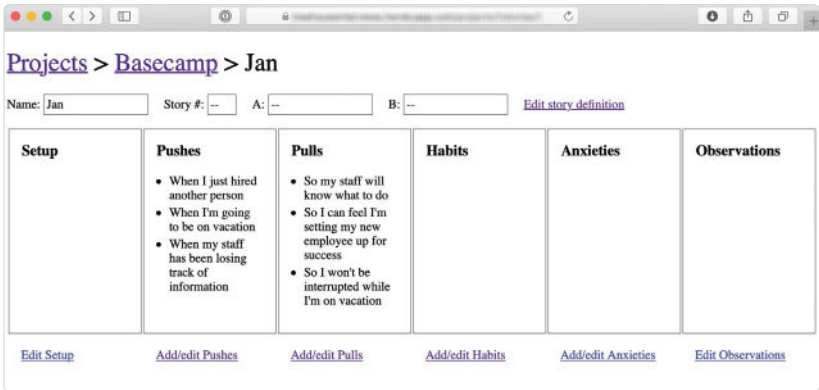 Projects > Basecamp > Jan
Name: Jan Story #: -- A: -- B: -- Edit story definition
Setup
Pushes
• When I just hired
another person
• When I'm going
to be on vacation
• When my staff
has been losing
track of
information
Pulls
• So my staff will
know what to do
• So I can feel I'm
setting my new
employee up for
success
• So I won't be
interrupted while
I'm on vacation
Habits
Anxieties
Observations
Edit Setup
Add/edit Pushes
Add/edit Pulls
Add/edit Habits
Add/edit Anxieties
Edit Observations